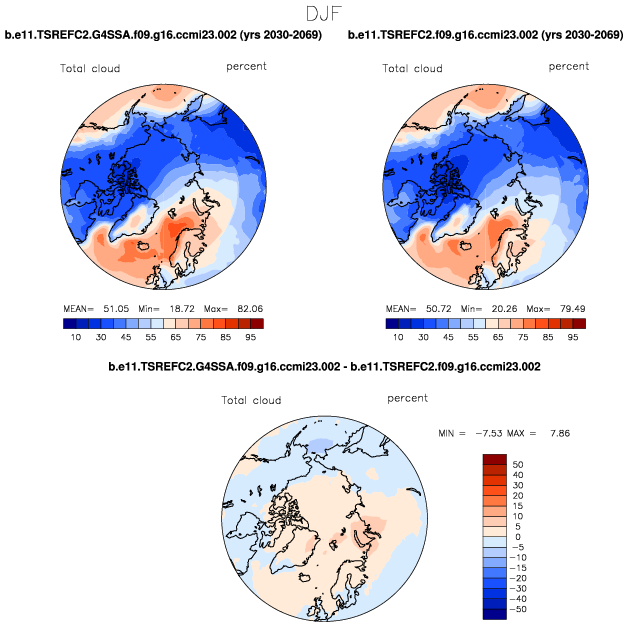 DJF
b.e11.TSREFC2.G4SSA.f09.g16.ccmi23.002 (yrs 2030-2069)
b.e11.TSREFC2.f09.g16.ccmi23.002 (yrs 2030-2069)
Total cloud percent
Total cloud percent
MEAN= 51.05 Min= 18.72 Max= 82.06
MEAN= 50.72 Min= 20.26 Max= 79.49
10 30 45 55 65 75 85 95
10 30 45 55 65 75 85 95
b.e11.TSREFC2.G4SSA.f09.g16.ccmi23.002 - b.e11.TSREFC2.f09.g16.ccmi23.002
Total cloud percent
MIN = -7.53 MAX = 7.86
50
40
30
20
15
10
5
0
-5
-10
-15
-20
-30
-40
-50